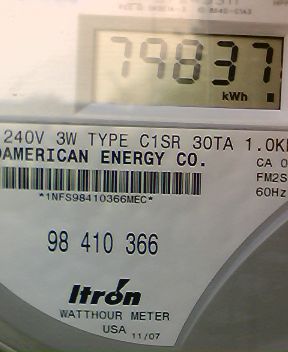 79837
kWh
240V 3W TYPE C1SR 30TA 1.0K
AMERICAN ENERGY CO.
CA 0
FM2S
60Hz
*1NFS98410366MEC*
98 410 366
Itron
WATTHOUR METER
USA 11/07